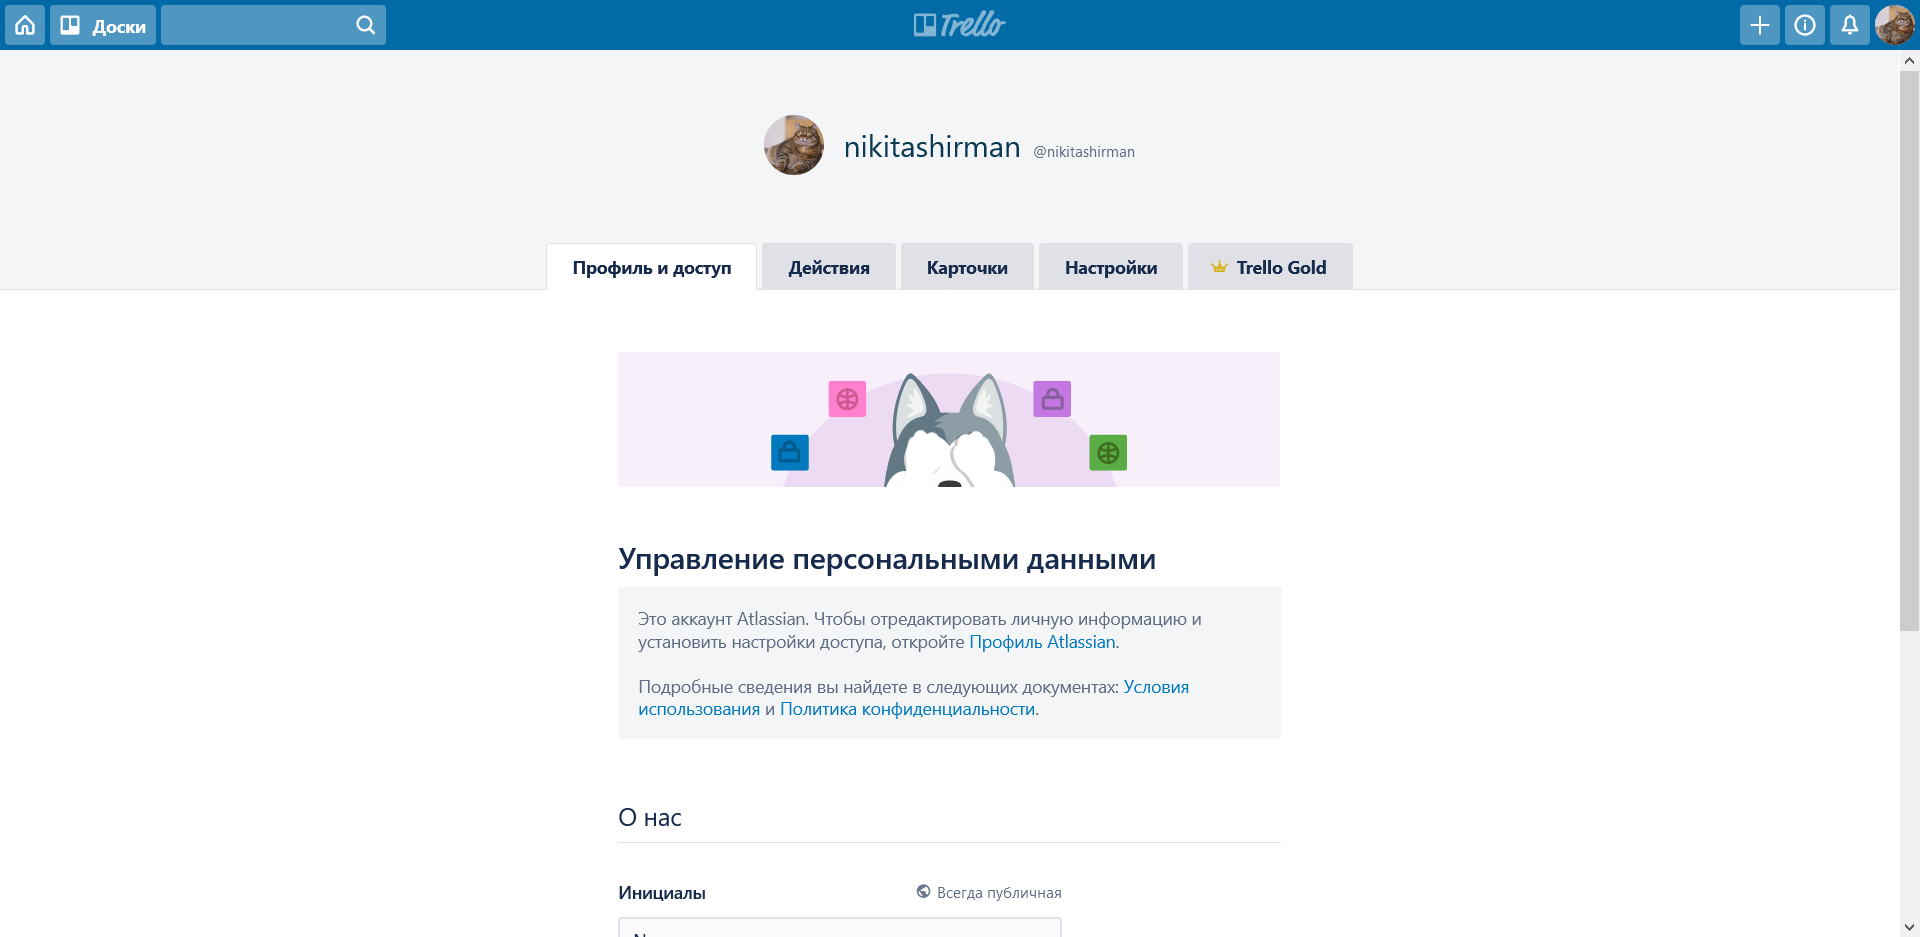 Доски
Trello
nikitashirman @nikitashirman
Профиль и доступ
Действия
Карточки
Настройки
Trello Gold
Управление персональными данными
Это аккаунт Atlassian. Чтобы отредактировать личную информацию и
установить настройки доступа, откройте Профиль Atlassian.
Подробные сведения вы найдете в следующих документах: Условия
использования и Политика конфиденциальности.
О нас
Инициалы
Всегда публичная